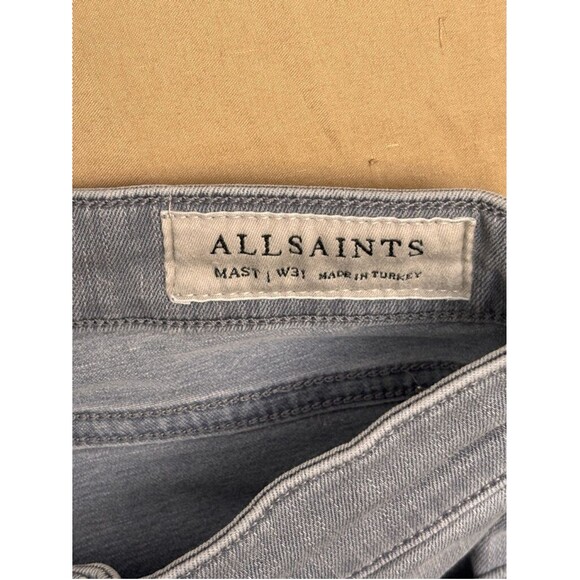 ALLSAINTS
MAST | W31 MADE IN TURKEY